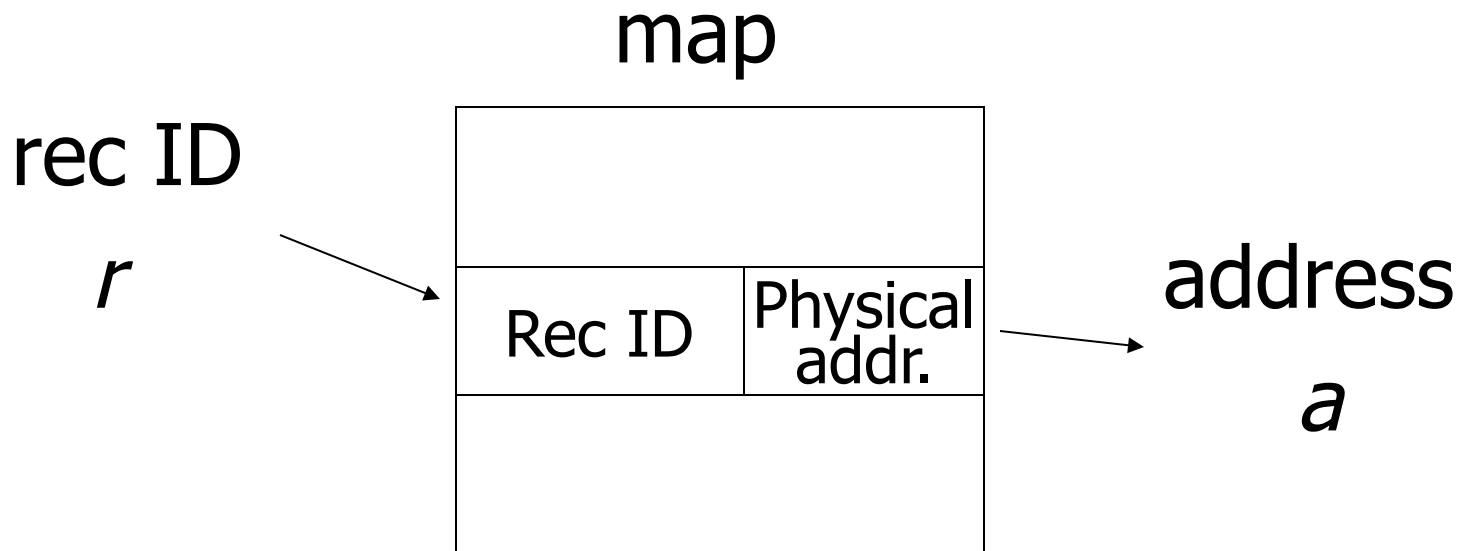 map
rec ID
r
Rec ID
Physical
addr.
address
a